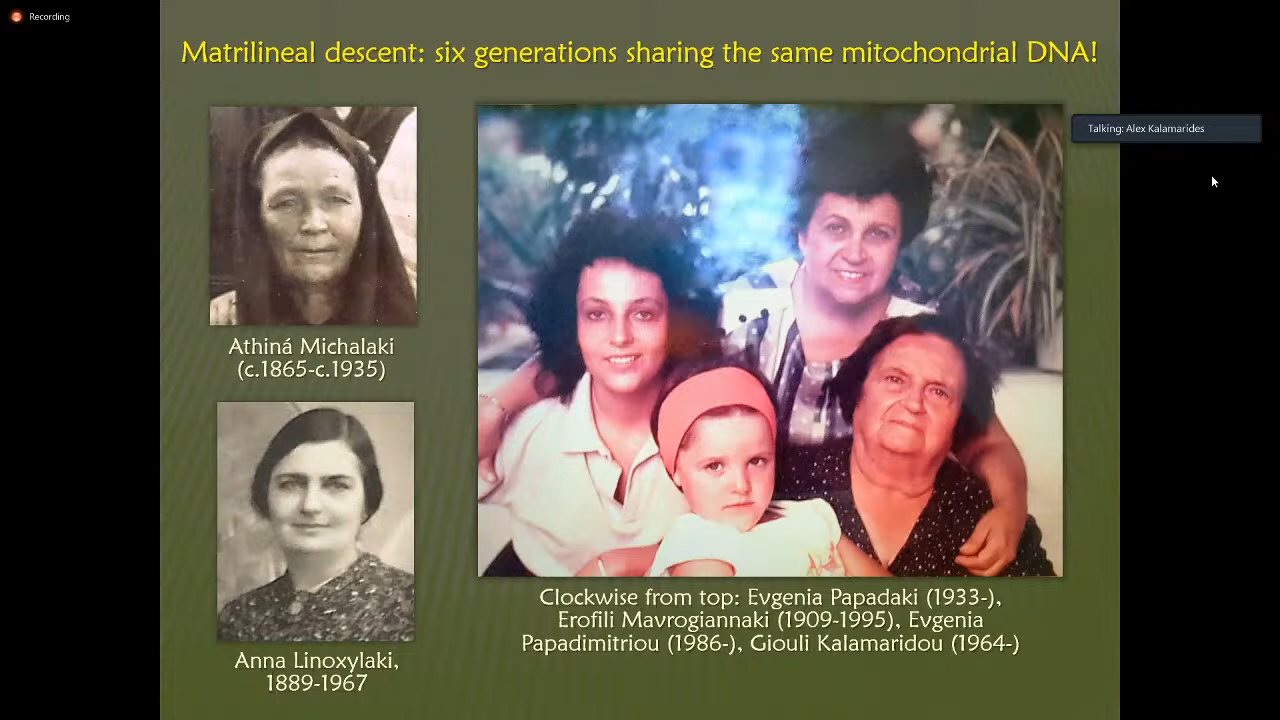 Recording
Matrilineal descent: six generations sharing the same mitochondrial DNA!
Talking: Alex Kalamarides
Athiná Michalaki
(c.1865-c.1935)
Anna Linoxylaki,
1889-1967
Clockwise from top: Evgenia Papadaki (1933-),
Erofili Mavrogiannaki (1909-1995), Evgenia
Papadimitriou (1986-), Giouli Kalamaridou (1964-)